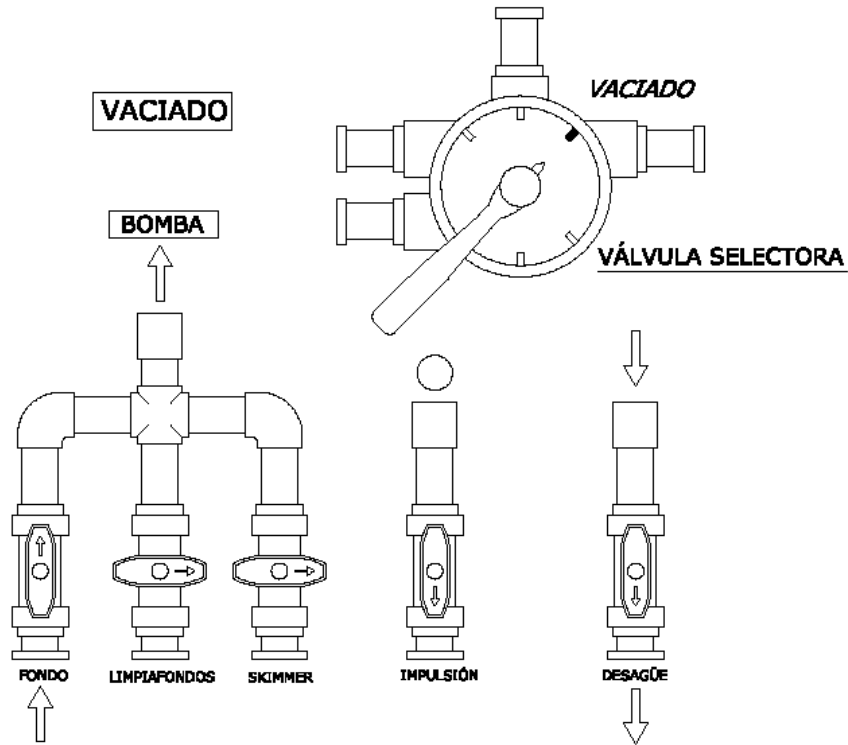 VACIADO
VACIADO
BOMBA
VÁLVULA SELECTORA
FONDO
LIMPIAFONDOS
SKIMMER
IMPULSIÓN
DESAGÜE